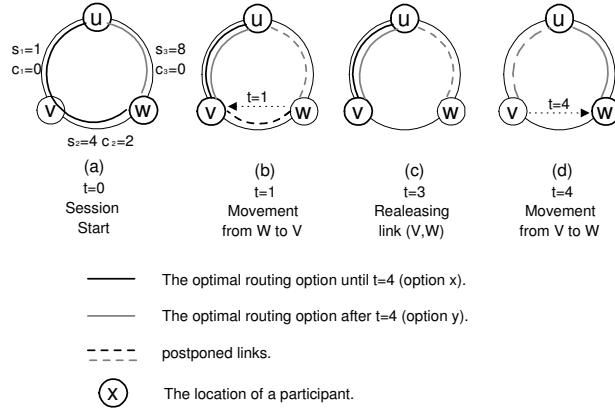 u
u
u
u
s1=1
c1=0
s3=8
c3=0
t=1
t=4
v
w
v
w
v
w
v
w
s2=4 c2=2
(a)
(b)
(c)
(d)
t=0
t=1
t=3
t=4
Session
Start
Movement
from W to V
Realeasing
link (V,W)
Movement
from V to W
The optimal routing option until t=4 (option x).
The optimal routing option after t=4 (option y).
postponed links.
x
The location of a participant.